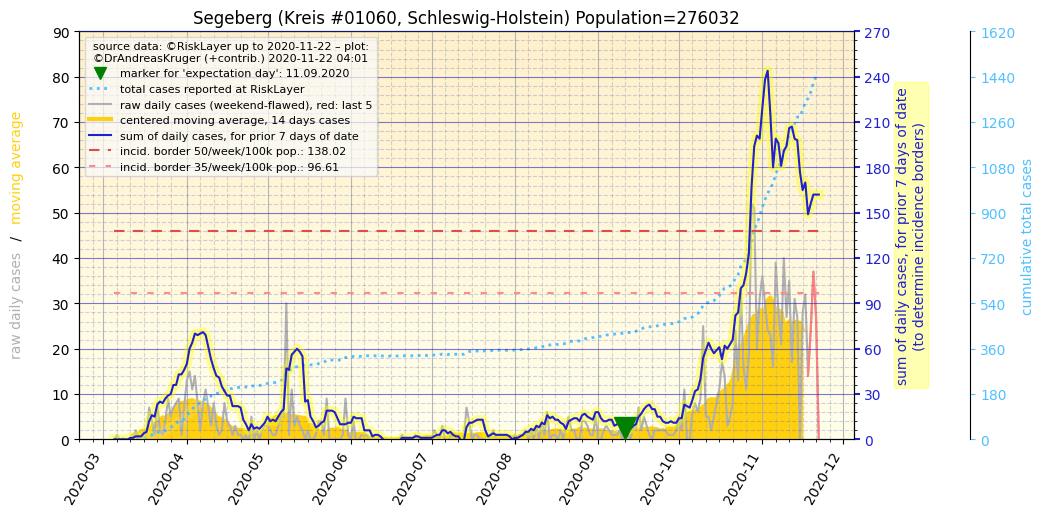 Segeberg (Kreis #01060, Schleswig-Holstein) Population=276032
source data: ©RiskLayer up to 2020-11-22 – plot:
©DrAndreasKruger (+contrib.) 2020-11-22 04:01
marker for 'expectation day': 11.09.2020
total cases reported at RiskLayer
raw daily cases (weekend-flawed), red: last 5
centered moving average, 14 days cases
sum of daily cases, for prior 7 days of date
incid. border 50/week/100k pop.: 138.02
incid. border 35/week/100k pop.: 96.61
raw daily cases / moving average
90
80
70
60
50
40
30
20
10
0
2020-03
2020-04
2020-05
2020-06
2020-07
2020-08
2020-09
2020-10
2020-11
2020-12
270
240
210
180
150
120
90
60
30
0
sum of daily cases, for prior 7 days of date
(to determine incidence borders)
1620
1440
1260
1080
900
720
540
360
180
0
cumulative total cases